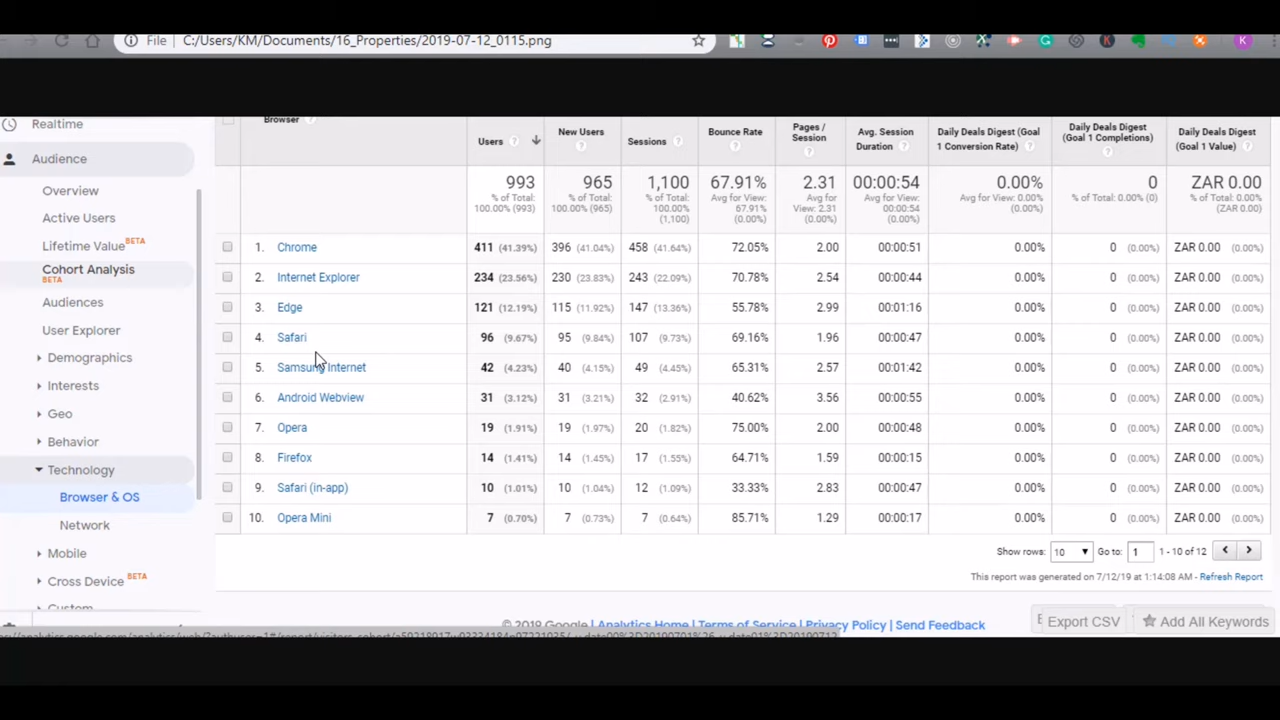 File C:/Users/KM/Documents/16_Properties/2019-07-12_0115.png
Realtime
Audience
Overview
Active Users
Lifetime Value BETA
Cohort Analysis
BETA
Audiences
User Explorer
Demographics
Interests
Geo
Behavior
Technology
Browser & OS
Network
Mobile
Cross Device BETA
Custom
Browser Users New Users Sessions Bounce Rate Pages / Session Avg. Session Duration Daily Deals Digest (Goal 1 Conversion Rate) Daily Deals Digest (Goal 1 Completions) Daily Deals Digest (Goal 1 Value)
993 965 1,100 67.91% 2.31 00:00:54 0.00% 0 ZAR 0.00
% of Total: 100.00% (993) % of Total: 100.00% (965) % of Total: 100.00% (1,100) Avg for View: 67.91% (0.00%) Avg for View: 2.31 (0.00%) Avg for View: 00:00:54 (0.00%) Avg for View: 0.00% (0.00%) % of Total: 0.00% (0) % of Total: 0.00% (ZAR 0.00)
1. Chrome 411 (41.39%) 396 (41.04%) 458 (41.64%) 72.05% 2.00 00:00:51 0.00% 0 (0.00%) ZAR 0.00 (0.00%)
2. Internet Explorer 234 (23.56%) 230 (23.83%) 243 (22.09%) 70.78% 2.54 00:00:44 0.00% 0 (0.00%) ZAR 0.00 (0.00%)
3. Edge 121 (12.19%) 115 (11.92%) 147 (13.36%) 55.78% 2.99 00:01:16 0.00% 0 (0.00%) ZAR 0.00 (0.00%)
4. Safari 96 (9.67%) 95 (9.84%) 107 (9.73%) 69.16% 1.96 00:00:47 0.00% 0 (0.00%) ZAR 0.00 (0.00%)
5. Samsung Internet 42 (4.23%) 40 (4.15%) 49 (4.45%) 65.31% 2.57 00:01:42 0.00% 0 (0.00%) ZAR 0.00 (0.00%)
6. Android Webview 31 (3.12%) 31 (3.21%) 32 (2.91%) 40.62% 3.56 00:00:55 0.00% 0 (0.00%) ZAR 0.00 (0.00%)
7. Opera 19 (1.91%) 19 (1.97%) 20 (1.82%) 75.00% 2.00 00:00:48 0.00% 0 (0.00%) ZAR 0.00 (0.00%)
8. Firefox 14 (1.41%) 14 (1.45%) 17 (1.55%) 64.71% 1.59 00:00:15 0.00% 0 (0.00%) ZAR 0.00 (0.00%)
9. Safari (in-app) 10 (1.01%) 10 (1.04%) 12 (1.09%) 33.33% 2.83 00:00:47 0.00% 0 (0.00%) ZAR 0.00 (0.00%)
10. Opera Mini 7 (0.70%) 7 (0.73%) 7 (0.64%) 85.71% 1.29 00:00:17 0.00% 0 (0.00%) ZAR 0.00 (0.00%)
Show rows: 10 Go to: 1 1 - 10 of 12
This report was generated on 7/12/19 at 1:14:08 AM - Refresh Report
© 2019 Google | Analytics Home | Terms of Service | Privacy Policy | Send Feedback
Export CSV Add All Keywords